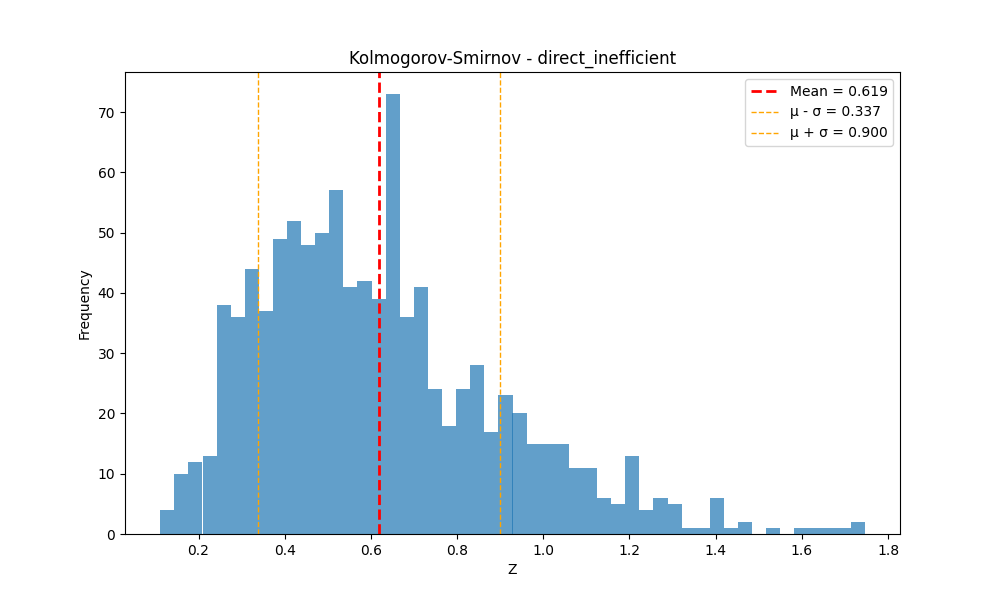 Kolmogorov-Smirnov - direct_inefficient
Mean = 0.619
μ - σ = 0.337
μ + σ = 0.900
Frequency
70
60
50
40
30
20
10
0
0.2 0.4 0.6 0.8 1.0 1.2 1.4 1.6 1.8
Z